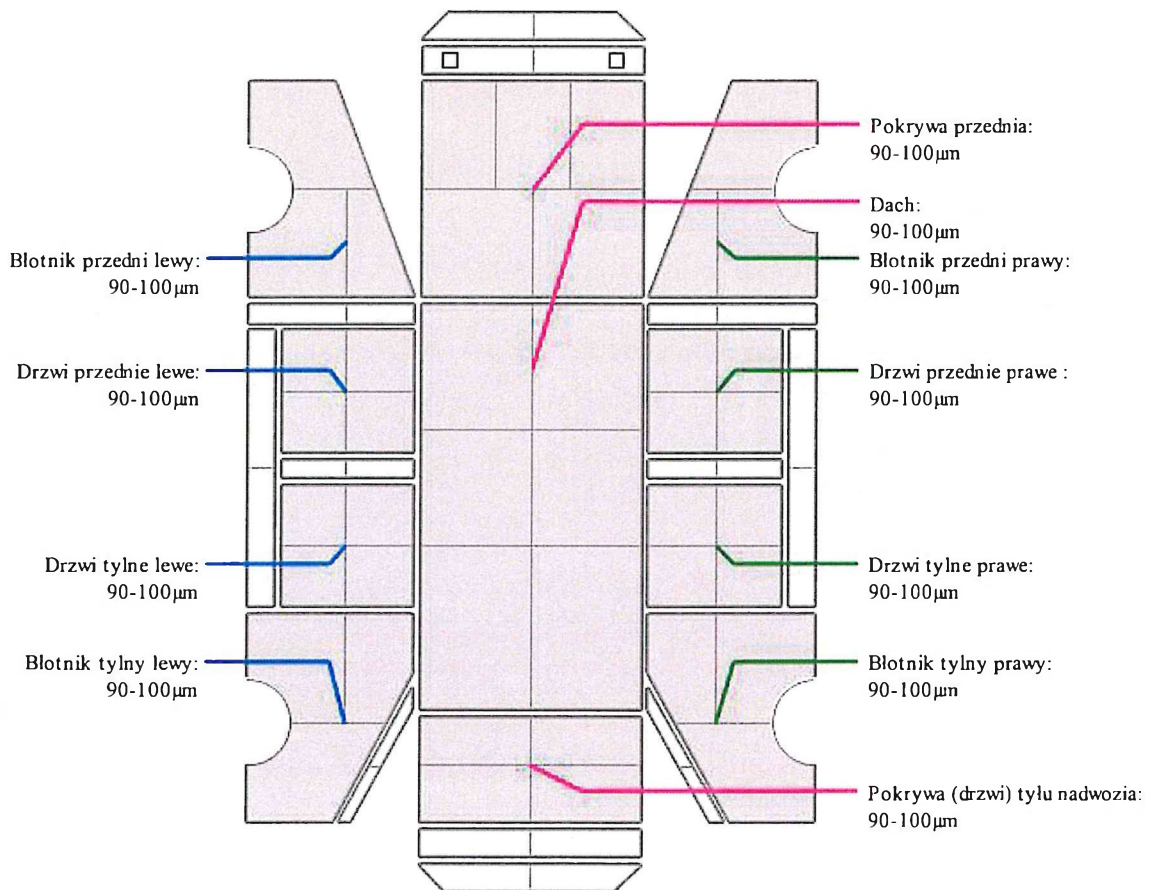 Pokrywa przednia:
90-100µm
Dach:
90-100µm
Błotnik przedni lewy:
90-100µm
Błotnik przedni prawy:
90-100µm
Drzwi przednie lewe:
90-100µm
Drzwi przednie prawe :
90-100µm
Drzwi tylne lewe:
90-100µm
Drzwi tylne prawe:
90-100µm
Błotnik tylny lewy:
90-100µm
Błotnik tylny prawy:
90-100µm
Pokrywa (drzwi) tyłu nadwozia:
90-100µm